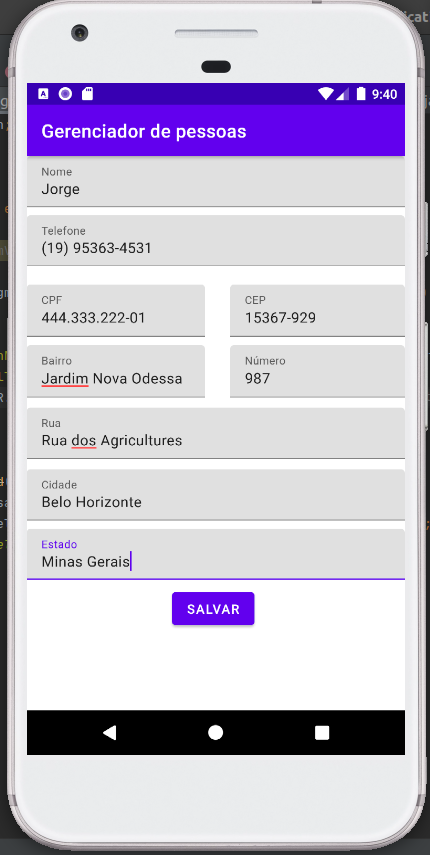 9:40
Gerenciador de pessoas
Nome
Jorge
Telefone
(19) 95363-4531
CPF
444.333.222-01
CEP
15367-929
Bairro
Jardim Nova Odessa
Número
987
Rua
Rua dos Agricultures
Cidade
Belo Horizonte
Estado
Minas Gerais
SALVAR